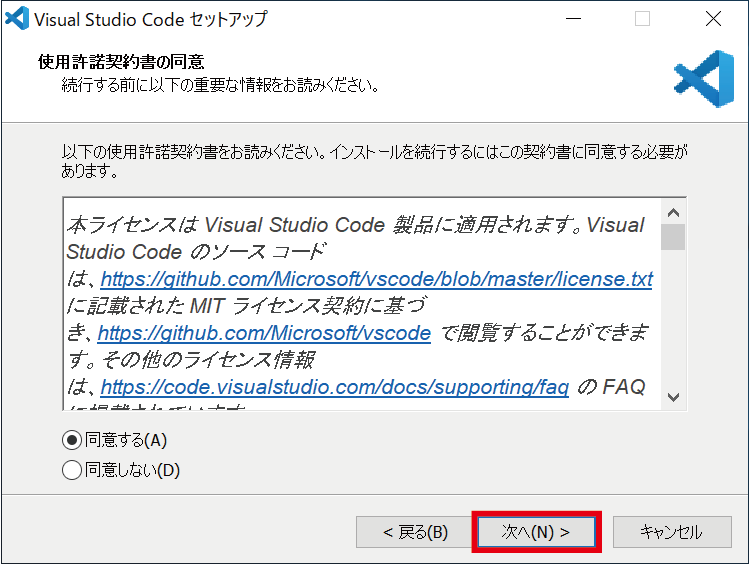 Visual Studio Code セットアップ
使用許諾契約書の同意
続行する前に以下の重要な情報をお読みください。
以下の使用許諾契約書をお読みください。インストールを続行するにはこの契約書に同意する必要が
あります。
本ライセンスは Visual Studio Code 製品に適用されます。Visual
Studio Code のソース コード
は、https://github.com/Microsoft/vscode/blob/master/license.txt
に記載された MIT ライセンス契約に基づ
き、https://github.com/Microsoft/vscode で閲覧することができま
す。その他のライセンス情報
は、https://code.visualstudio.com/docs/supporting/faq の FAQ
に掲載されています
同意する(A)
同意しない(D)
< 戻る(B)
次へ(N) >
キャンセル